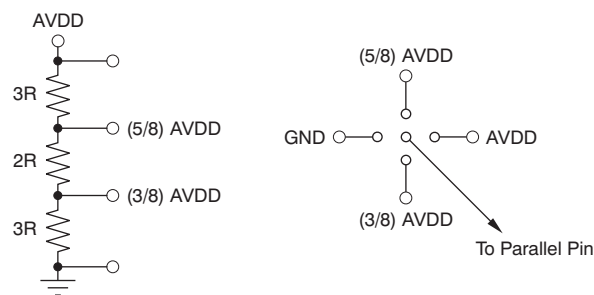 AVDD
3R
(5/8) AVDD
2R
(3/8) AVDD
3R
(5/8) AVDD
GND
AVDD
(3/8) AVDD
To Parallel Pin